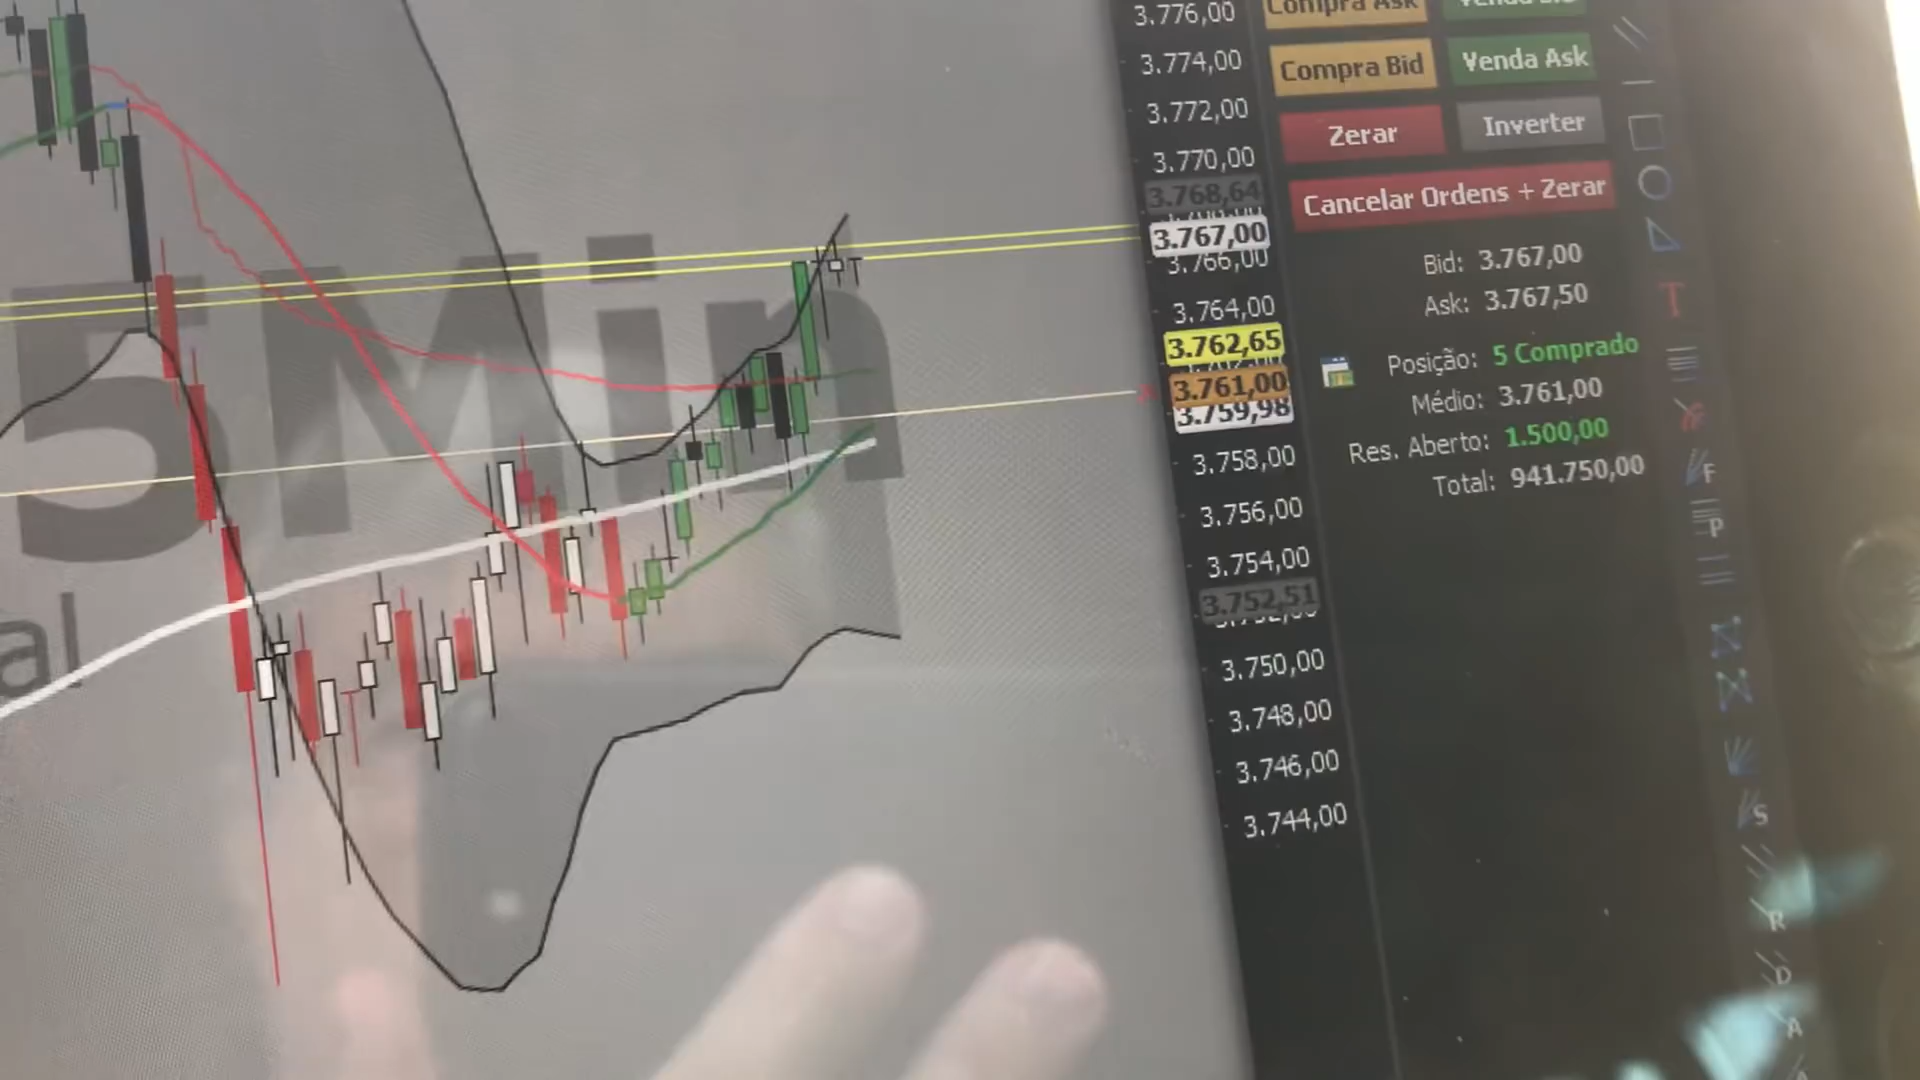 3.776,00
Compra Ask
3.774,00
Compra Bid
Venda Ask
3.772,00
Zerar
Inverter
3.770,00
3.768,64
Cancelar Ordens + Zerar
3.767,00
3.766,00
Bid: 3.767,00
Ask: 3.767,50
3.764,00
3.762,65
Posição: 5 Comprado
3.761,00
Médio: 3.761,00
3.759,98
Res. Aberto: 1.500,00
3.758,00
Total: 941.750,00
3.756,00
3.754,00
3.752,51
3.750,00
3.748,00
3.746,00
3.744,00
5Min
al
T
F
P
S
R
D
A